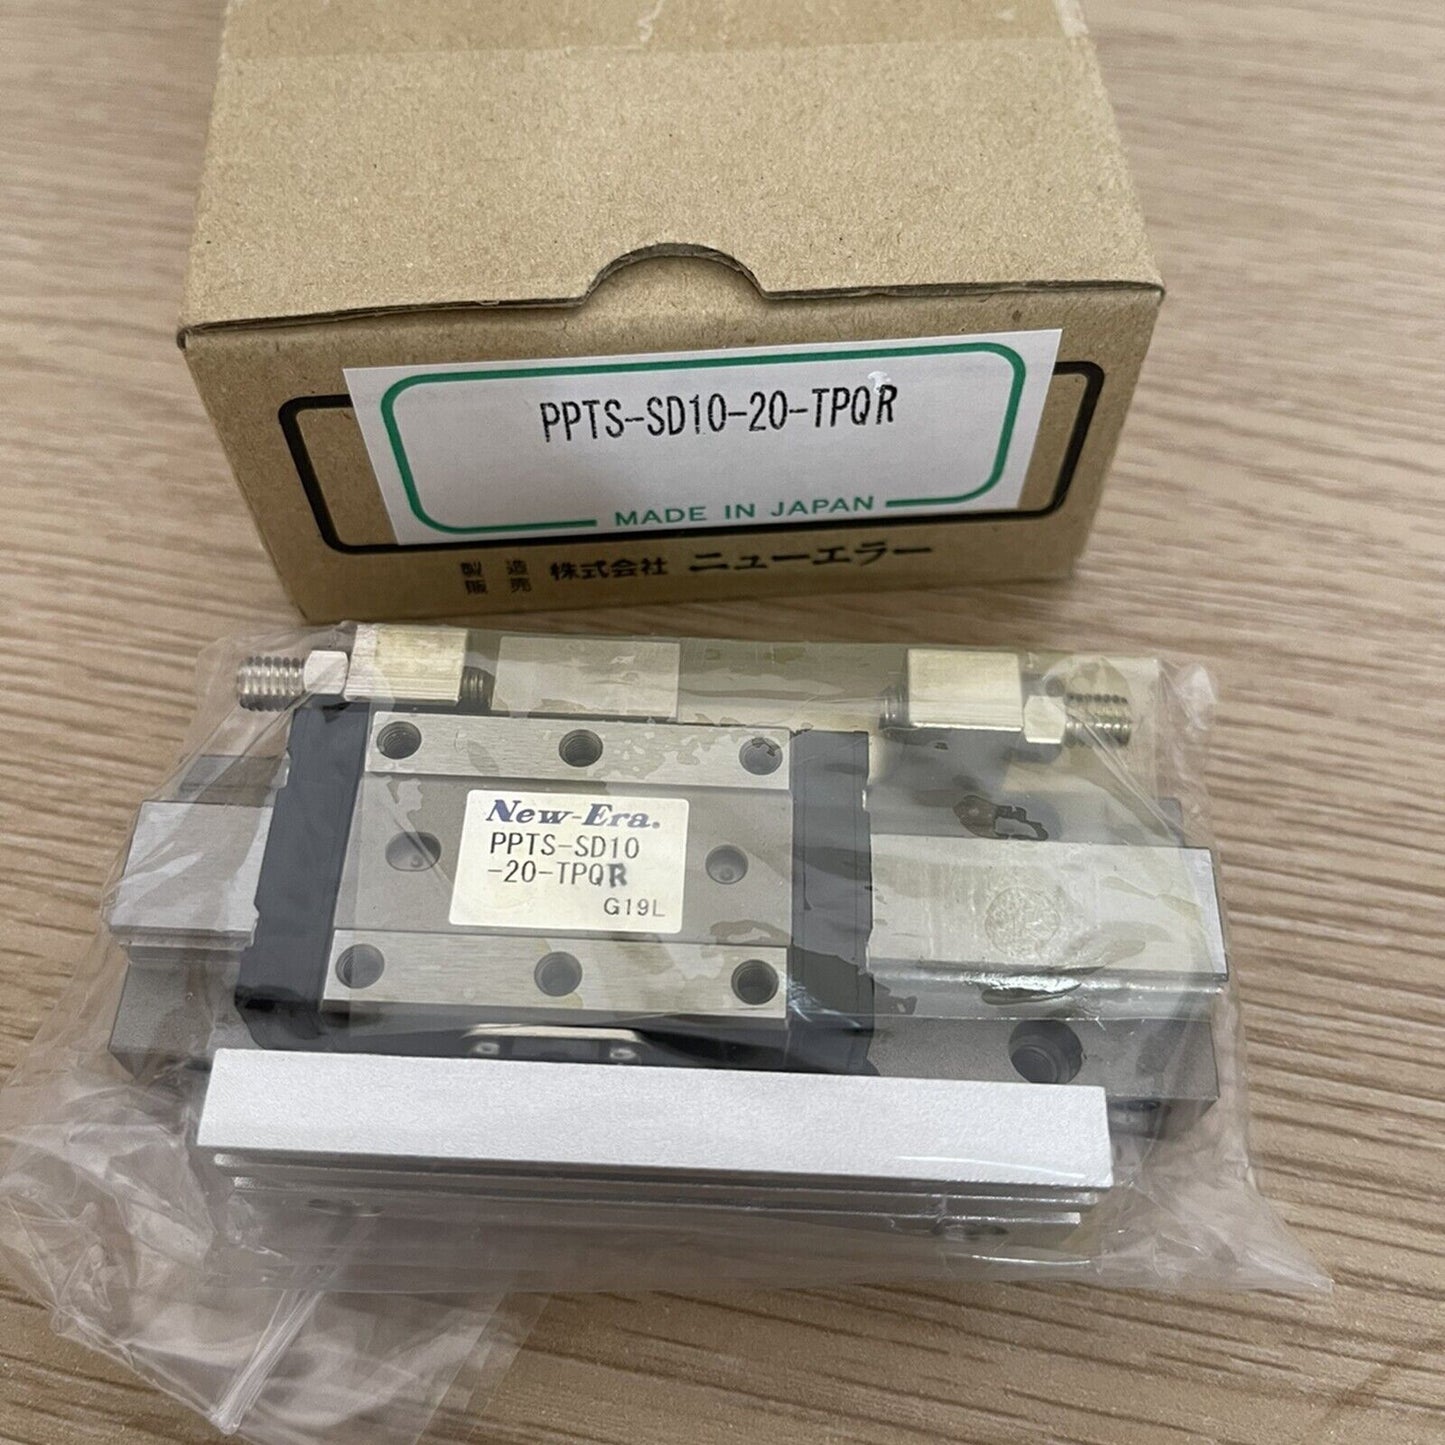 PPTS-SD10-20-TPQR
MADE IN JAPAN
製造
販売
株式会社 ニューエラー
New-Era.
PPTS-SD10
-20-TPQR
G19L